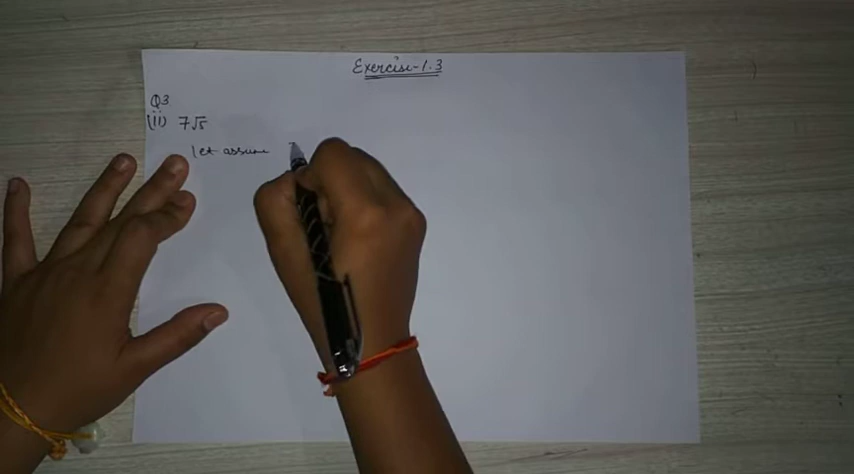 Exercise-1.3
Q3
(ii) 7√5
let assume